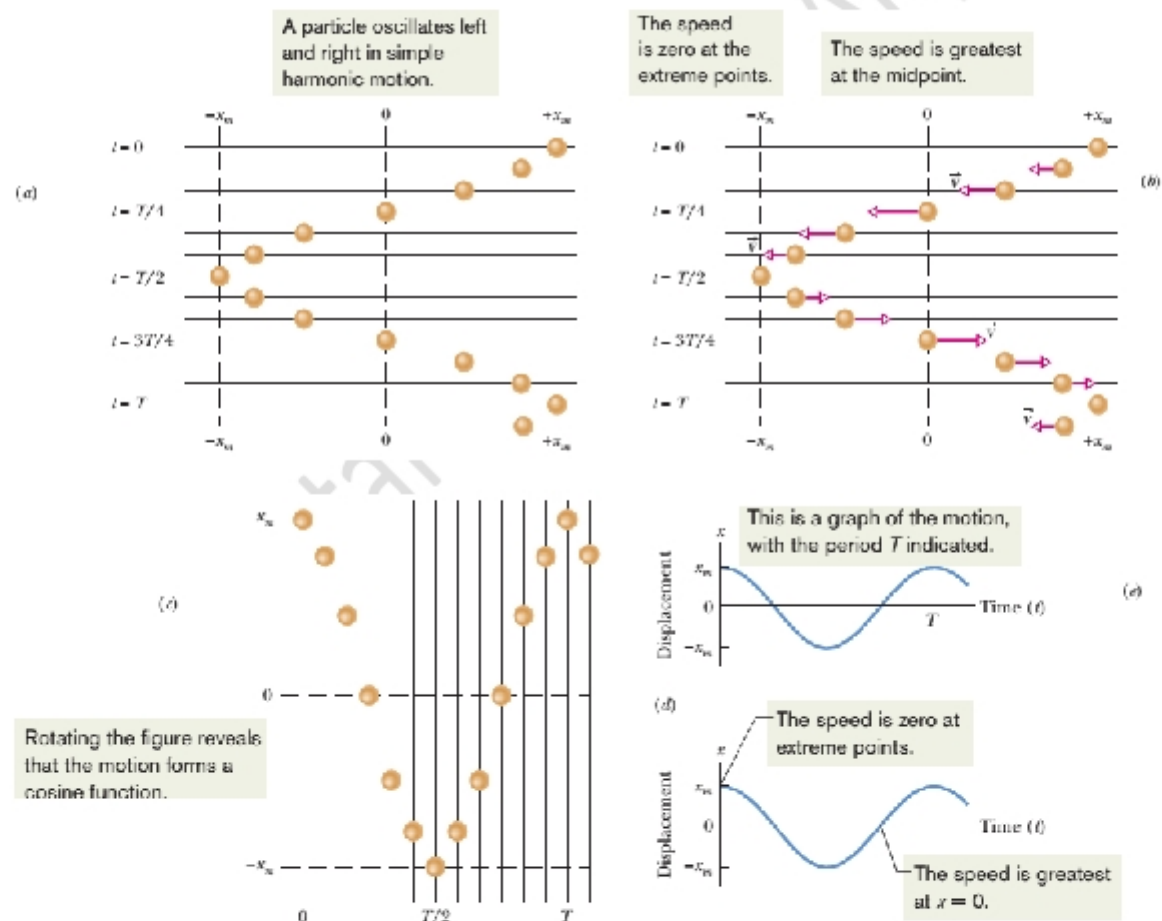 A particle oscillates left
and right in simple
harmonic motion.
The speed
is zero at the
extreme points.
The speed is greatest
at the midpoint.
−xₘ 0 +xₘ
t = 0
(a)
t = T/4
t = T/2
t = 3T/4
t = T
−xₘ 0 +xₘ
−xₘ 0 +xₘ
t = 0
v⃗
(b)
t = T/4
v⃗
t = T/2
t = 3T/4
v⃗
t = T
v⃗
−xₘ 0 +xₘ
xₘ
(c)
0
Rotating the figure reveals
that the motion forms a
cosine function.
−xₘ
0 T/2 T
This is a graph of the motion,
with the period T indicated.
x
Displacement
xₘ
0
−xₘ
T
Time (t)
(e)
(d)
The speed is zero at
extreme points.
x
Displacement
xₘ
0
−xₘ
Time (t)
The speed is greatest
at x = 0.